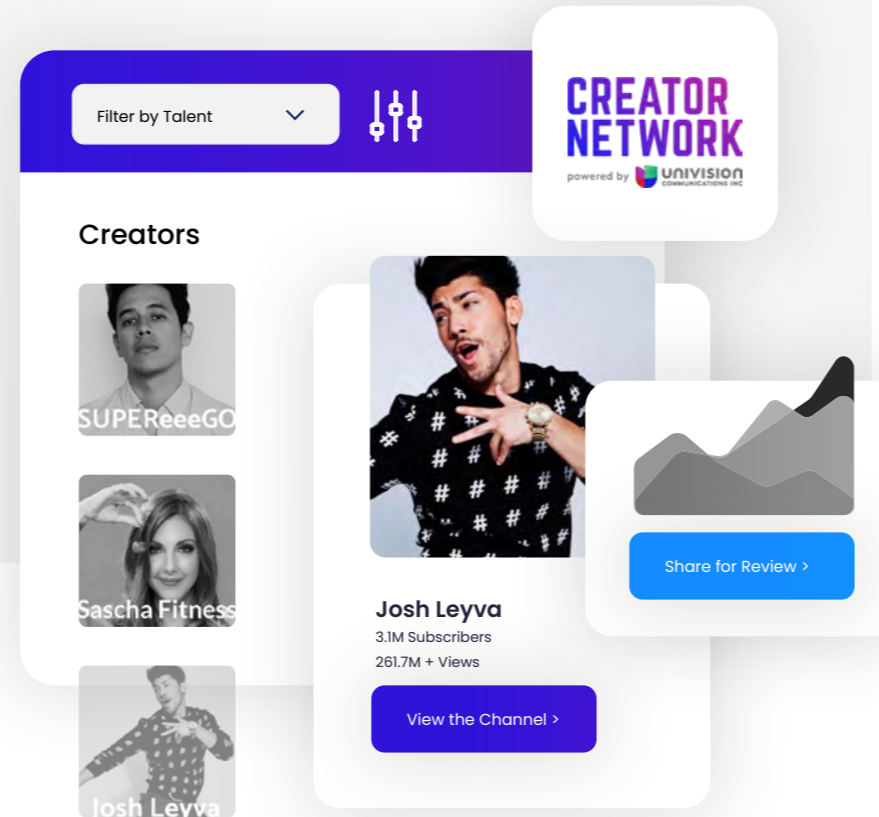 Filter by Talent
CREATOR
NETWORK
powered by UNIVISION
COMMUNICATIONS INC
Creators
SUPEReeeGO
Sascha Fitness
Josh Leyva
Josh Leyva
3.1M Subscribers
261.7M + Views
View the Channel >
Share for Review >